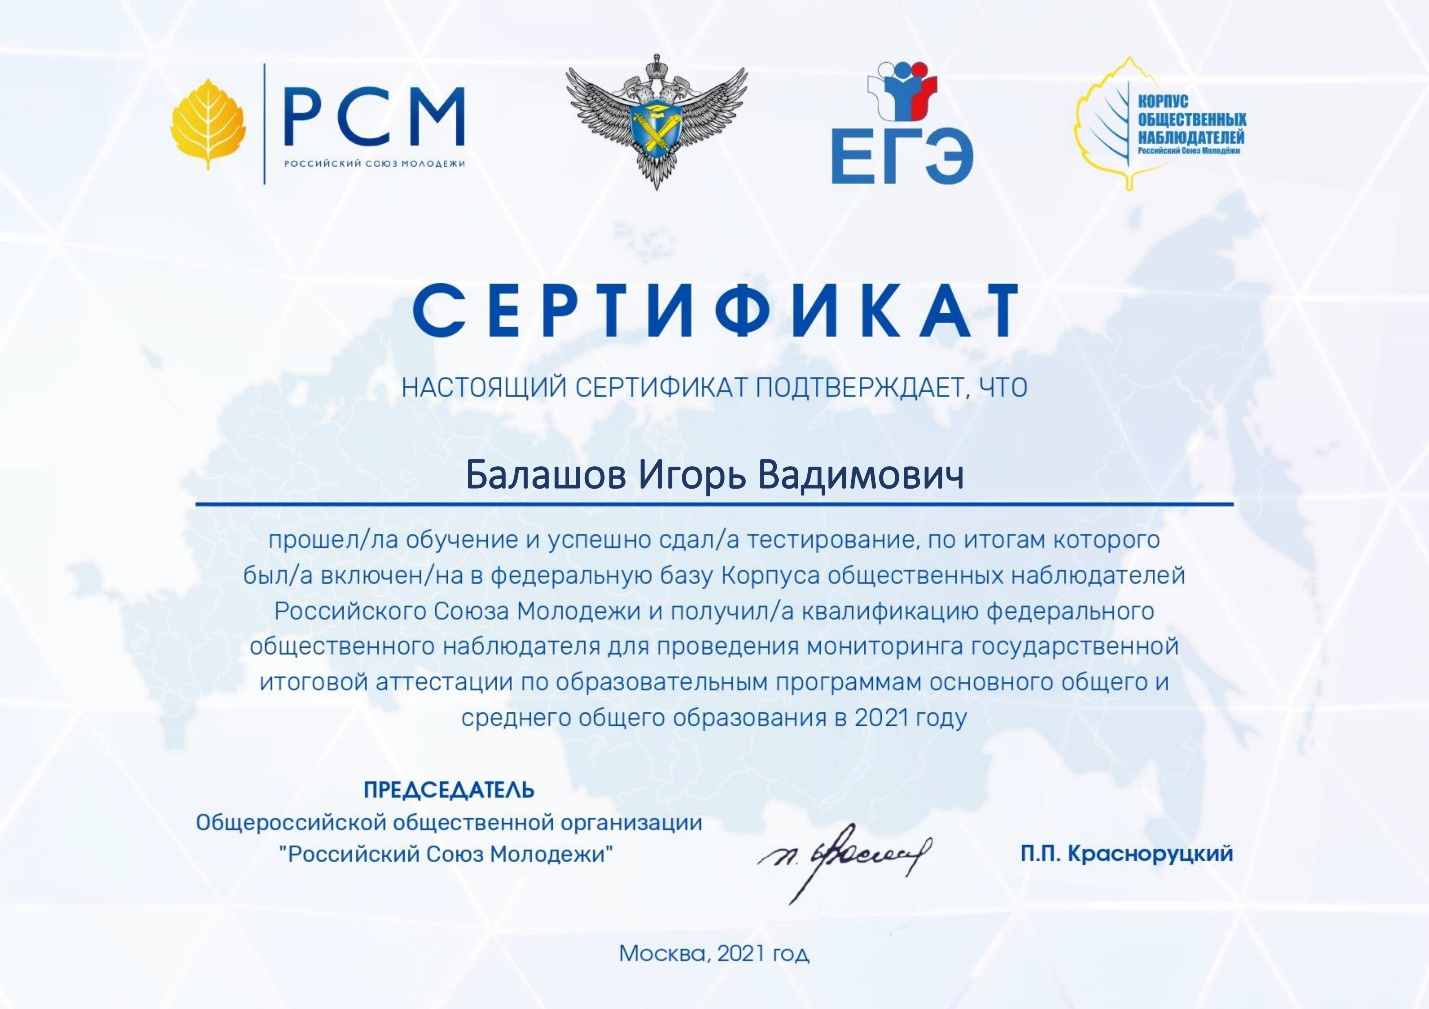 РСМ
РОССИЙСКИЙ СОЮЗ МОЛОДЕЖИ
ЕГЭ
КОРПУС
ОБЩЕСТВЕННЫХ
НАБЛЮДАТЕЛЕЙ
Российский Союз Молодёжи
СЕРТИФИКАТ
НАСТОЯЩИЙ СЕРТИФИКАТ ПОДТВЕРЖДАЕТ, ЧТО
Балашов Игорь Вадимович
прошел/ла обучение и успешно сдал/а тестирование, по итогам которого
был/а включен/на в федеральную базу Корпуса общественных наблюдателей
Российского Союза Молодежи и получил/а квалификацию федерального
общественного наблюдателя для проведения мониторинга государственной
итоговой аттестации по образовательным программам основного общего и
среднего общего образования в 2021 году
ПРЕДСЕДАТЕЛЬ
Общероссийской общественной организации
"Российский Союз Молодежи"
П.П. Красноруцкий
Москва, 2021 год